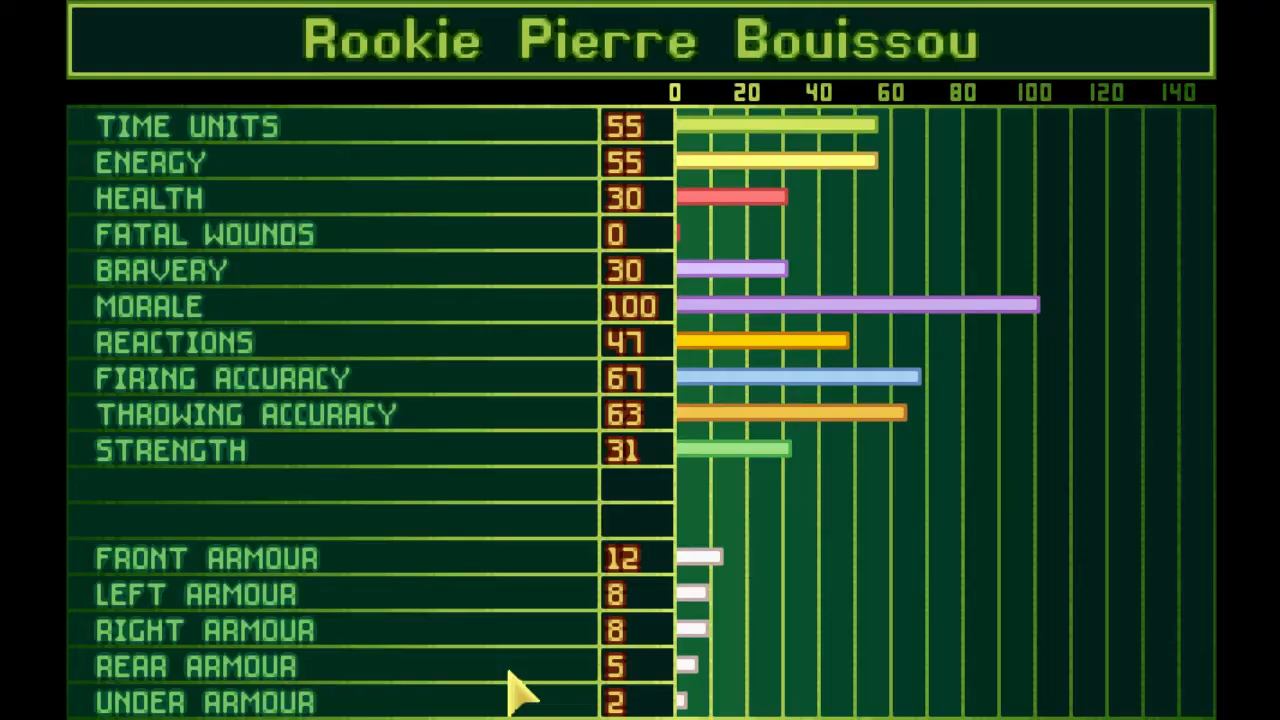 Rookie Pierre Bouissou
0 20 40 60 80 100 120 140
TIME UNITS 55
ENERGY 55
HEALTH 30
FATAL WOUNDS 0
BRAVERY 30
MORALE 100
REACTIONS 47
FIRING ACCURACY 67
THROWING ACCURACY 63
STRENGTH 31
FRONT ARMOUR 12
LEFT ARMOUR 8
RIGHT ARMOUR 8
REAR ARMOUR 5
UNDER ARMOUR 2